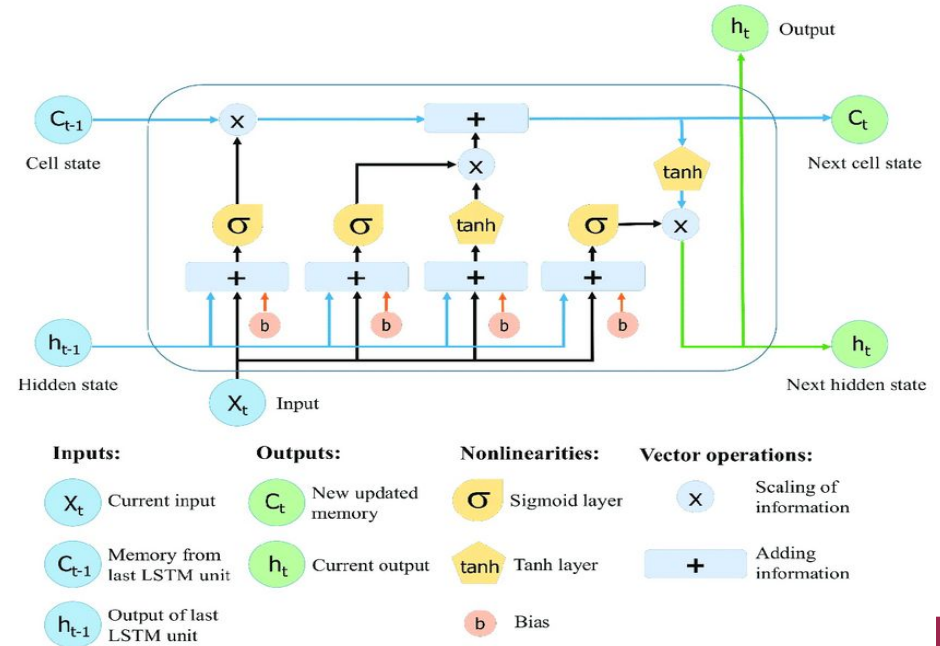 hₜ Output
Cₜ₋₁ x + Cₜ
Cell state Next cell state
x tanh
σ σ tanh σ x
+ + + +
b b b b
hₜ₋₁ hₜ
Hidden state Next hidden state
Xₜ Input
Inputs: Outputs: Nonlinearities: Vector operations:
Xₜ Current input
Cₜ₋₁ Memory from
last LSTM unit
hₜ₋₁ Output of last
LSTM unit
Cₜ New updated
memory
hₜ Current output
σ Sigmoid layer
tanh Tanh layer
b Bias
x Scaling of
information
+ Adding
information